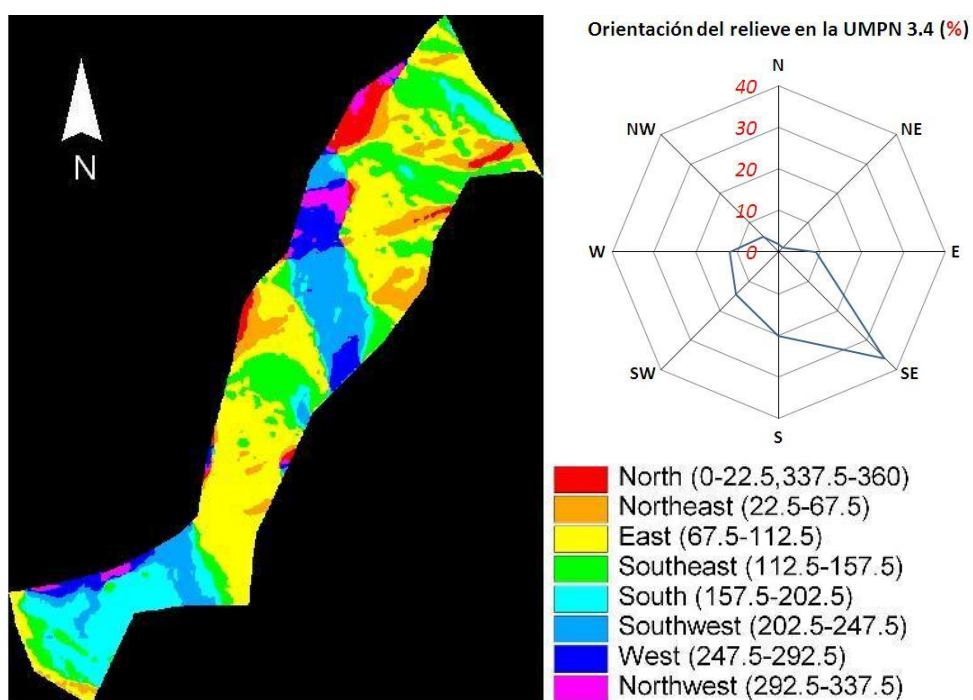 Orientación del relieve en la UMPN 3.4 (%)
N
40
NW
NE
30
20
10
W
0
E
SW
SE
S
N
North (0-22.5,337.5-360)
Northeast (22.5-67.5)
East (67.5-112.5)
Southeast (112.5-157.5)
South (157.5-202.5)
Southwest (202.5-247.5)
West (247.5-292.5)
Northwest (292.5-337.5)